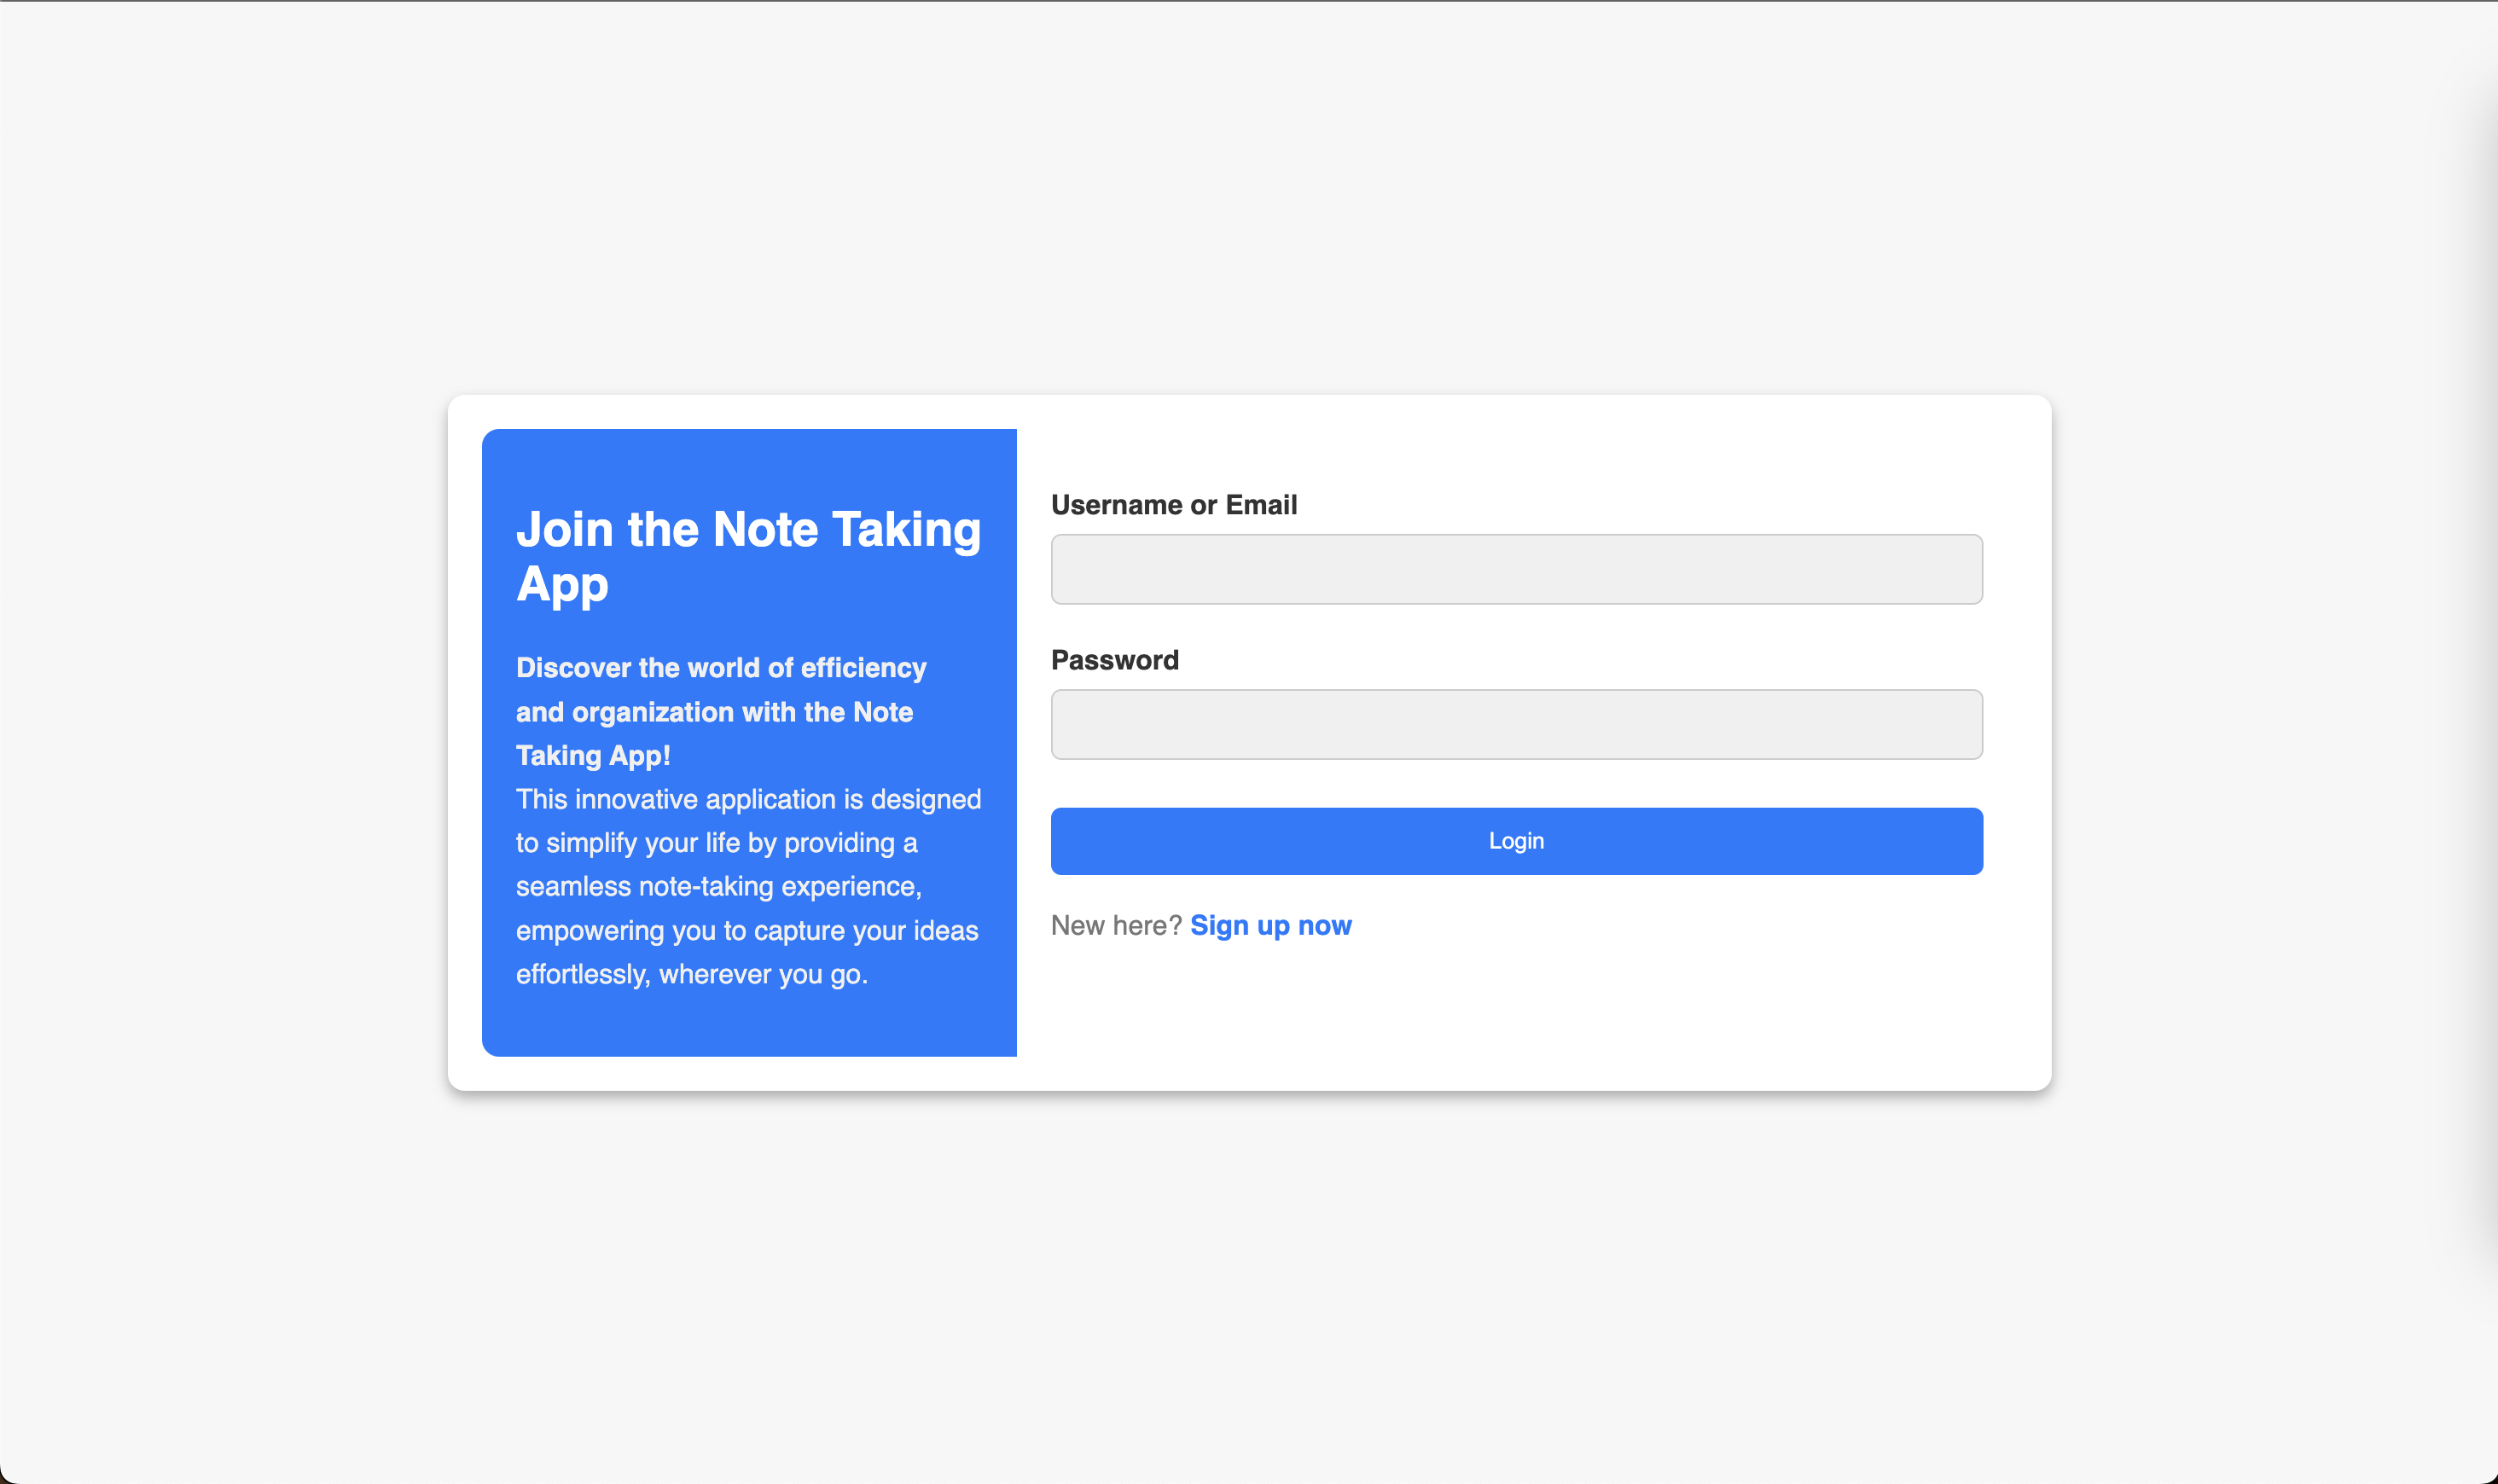 Join the Note Taking
App
Discover the world of efficiency
and organization with the Note
Taking App!
This innovative application is designed
to simplify your life by providing a
seamless note-taking experience,
empowering you to capture your ideas
effortlessly, wherever you go.
Username or Email
Password
Login
New here? Sign up now